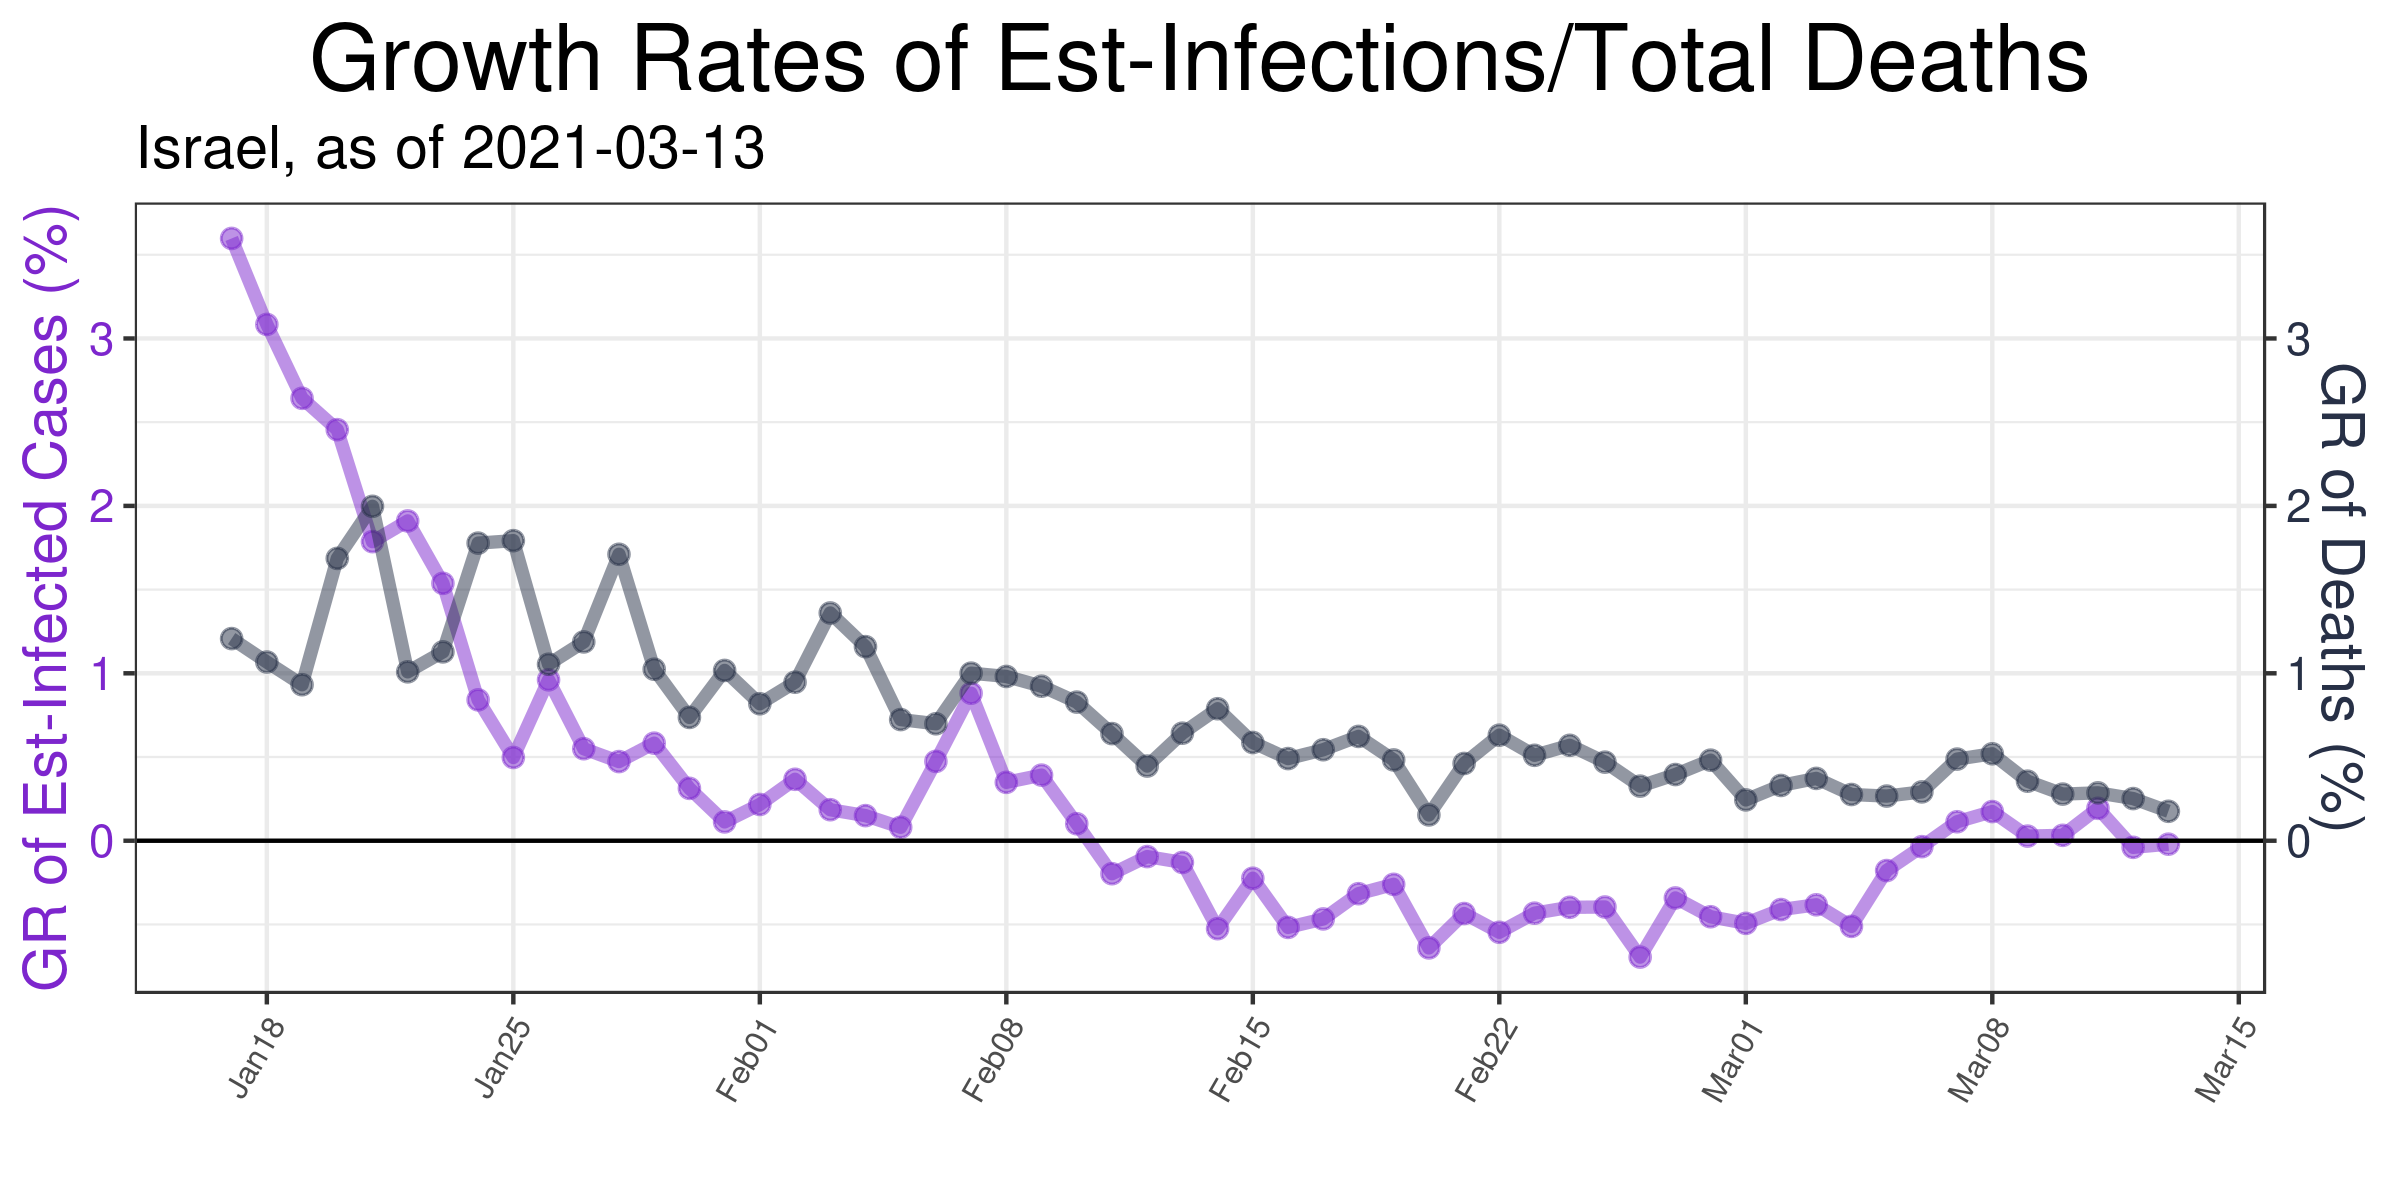 Growth Rates of Est-Infections/Total Deaths
Israel, as of 2021-03-13
GR of Est-Infected Cases (%)
3
2
1
0
3
2
1
0
GR of Deaths (%)
Jan18
Jan25
Feb01
Feb08
Feb15
Feb22
Mar01
Mar08
Mar15